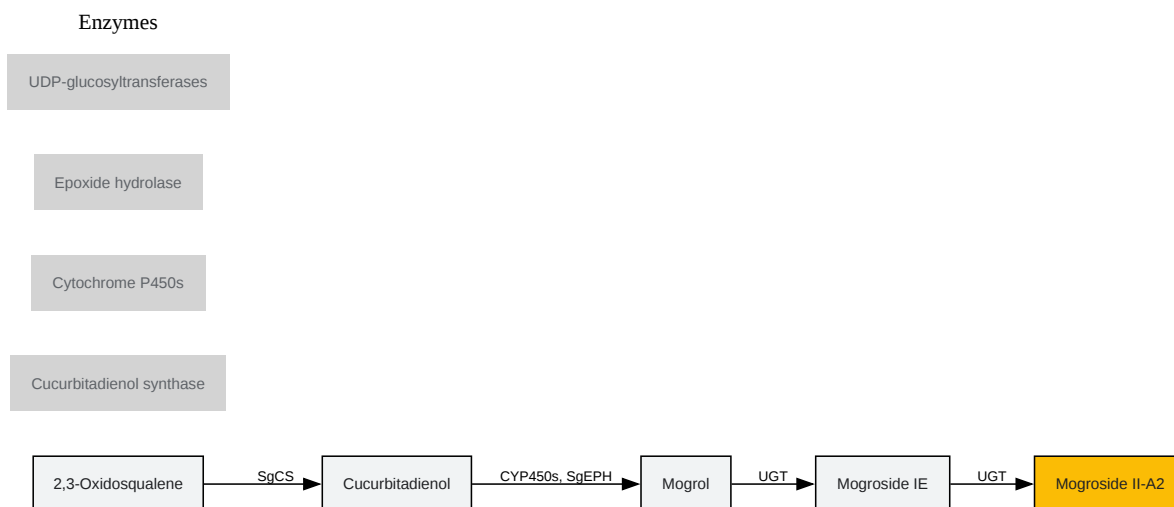 Enzymes
UDP-glucosyltransferases
Epoxide hydrolase
Cytochrome P450s
Cucurbitadienol synthase
2,3-Oxidosqualene
SgCS
Cucurbitadienol
CYP450s, SgEPH
Mogrol
UGT
Mogroside IE
UGT
Mogroside II-A2